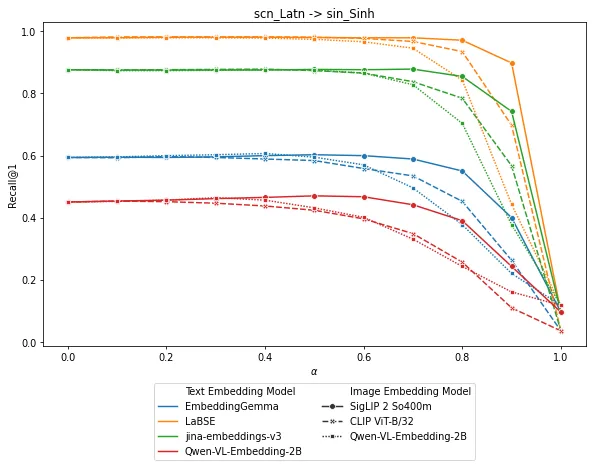 scn_Latn -> sin_Sinh
Recall@1
1.0
0.8
0.6
0.4
0.2
0.0
0.0 0.2 0.4 0.6 0.8 1.0
α
Text Embedding Model
EmbeddingGemma
LaBSE
jina-embeddings-v3
Qwen-VL-Embedding-2B
Image Embedding Model
SigLIP 2 So400m
CLIP ViT-B/32
Qwen-VL-Embedding-2B